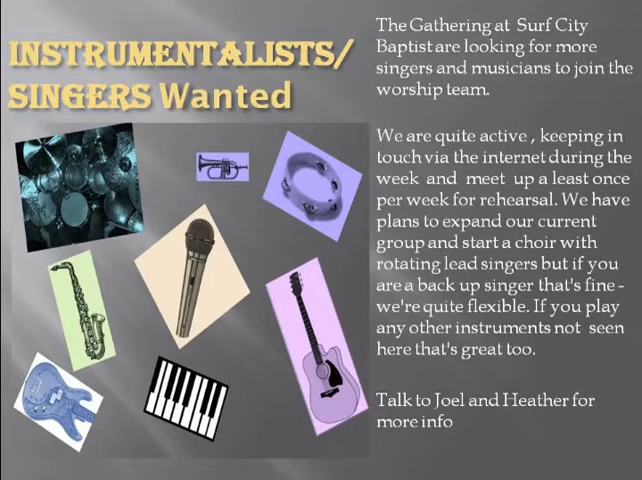 INSTRUMENTALISTS/
SINGERS Wanted
The Gathering at Surf City
Baptist are looking for more
singers and musicians to join the
worship team.
We are quite active , keeping in
touch via the internet during the
week and meet up a least once
per week for rehearsal. We have
plans to expand our current
group and start a choir with
rotating lead singers but if you
are a back up singer that's fine -
we're quite flexible. If you play
any other instruments not seen
here that's great too.
Talk to Joel and Heather for
more info